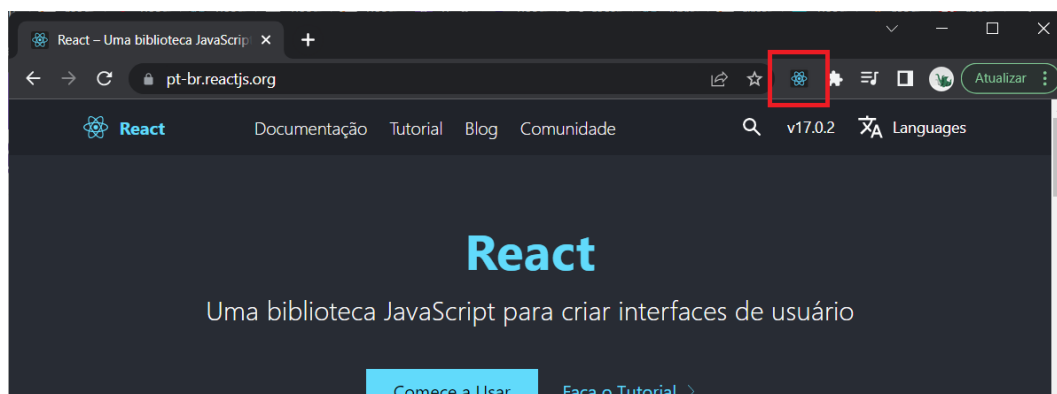 React – Uma biblioteca JavaScrip
pt-br.reactjs.org
Atualizar
React Documentação Tutorial Blog Comunidade v17.0.2 Languages
React
Uma biblioteca JavaScript para criar interfaces de usuário
Comece a Usar Faça o Tutorial